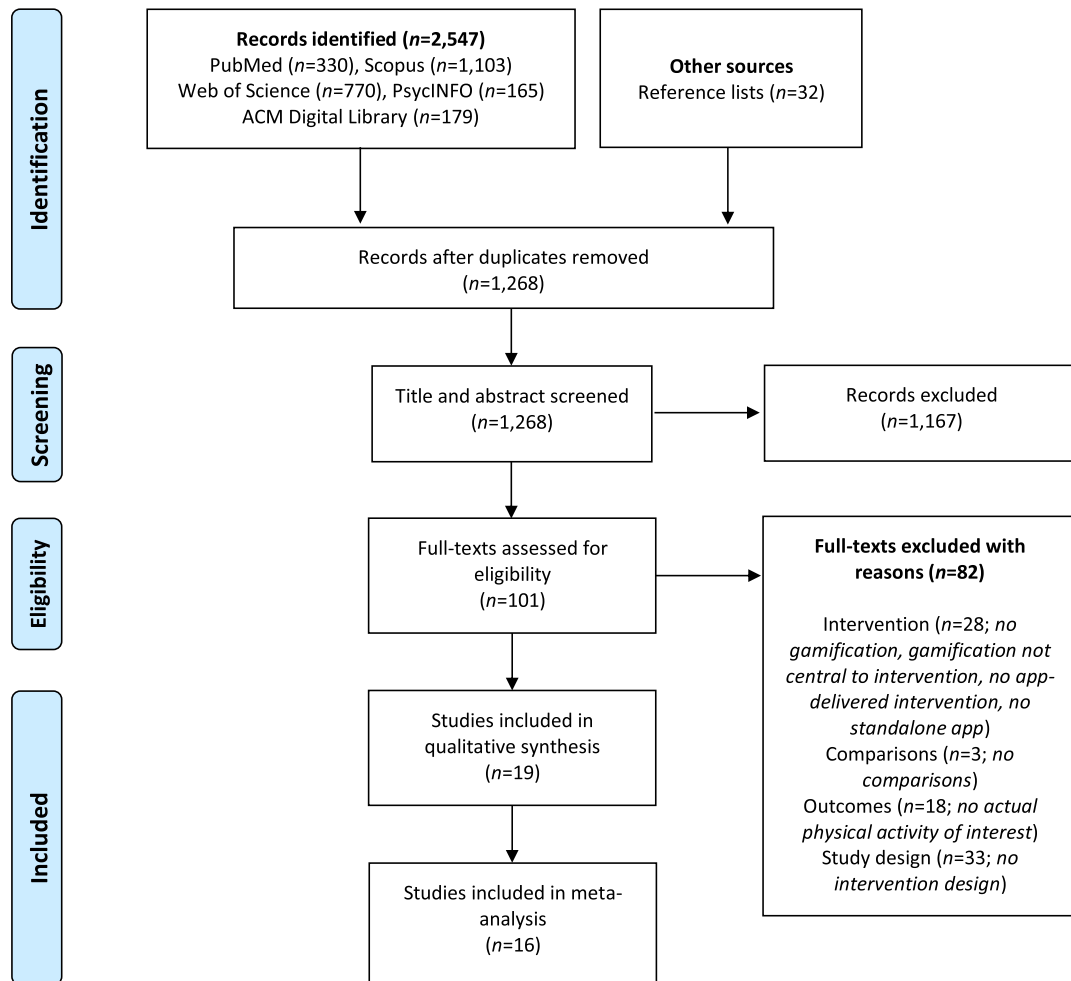 Identification
Records identified (n=2,547)
PubMed (n=330), Scopus (n=1,103)
Web of Science (n=770), PsycINFO (n=165)
ACM Digital Library (n=179)
Other sources
Reference lists (n=32)
Records after duplicates removed
(n=1,268)
Screening
Title and abstract screened
(n=1,268)
Records excluded
(n=1,167)
Eligibility
Full-texts assessed for
eligibility
(n=101)
Full-texts excluded with
reasons (n=82)
Intervention (n=28; no
gamification, gamification not
central to intervention, no app-
delivered intervention, no
standalone app)
Comparisons (n=3; no
comparisons)
Outcomes (n=18; no actual
physical activity of interest)
Study design (n=33; no
intervention design)
Included
Studies included in
qualitative synthesis
(n=19)
Studies included in meta-
analysis
(n=16)